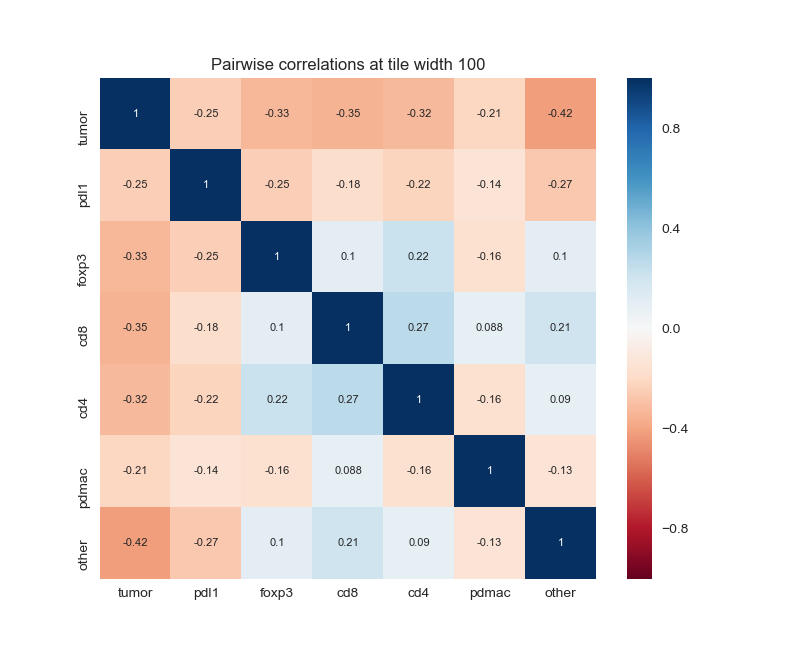 Pairwise correlations at tile width 100
tumor 1 -0.25 -0.33 -0.35 -0.32 -0.21 -0.42
pdl1 -0.25 1 -0.25 -0.18 -0.22 -0.14 -0.27
foxp3 -0.33 -0.25 1 0.1 0.22 -0.16 0.1
cd8 -0.35 -0.18 0.1 1 0.27 0.088 0.21
cd4 -0.32 -0.22 0.22 0.27 1 -0.16 0.09
pdmac -0.21 -0.14 -0.16 0.088 -0.16 1 -0.13
other -0.42 -0.27 0.1 0.21 0.09 -0.13 1
tumor pdl1 foxp3 cd8 cd4 pdmac other
0.8
0.4
0.0
−0.4
−0.8